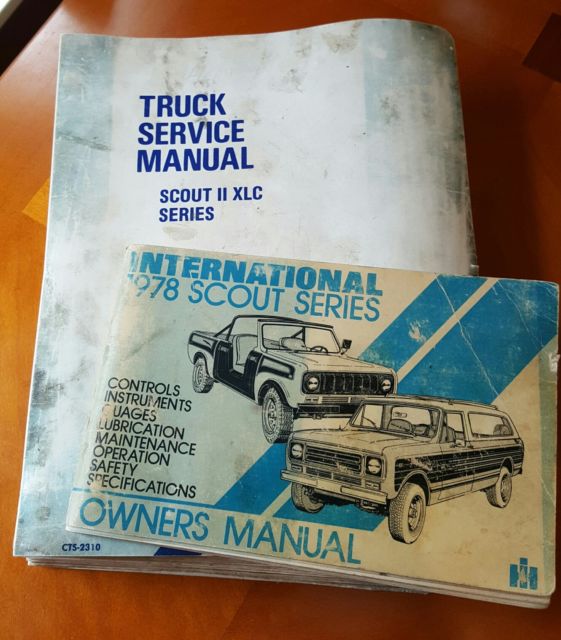 TRUCK
SERVICE
MANUAL
SCOUT II XLC
SERIES
INTERNATIONAL
1978 SCOUT SERIES
CONTROLS
INSTRUMENTS
GUAGES
LUBRICATION
MAINTENANCE
OPERATION
SAFETY
SPECIFICATIONS
OWNERS MANUAL
CTS-2310
IH